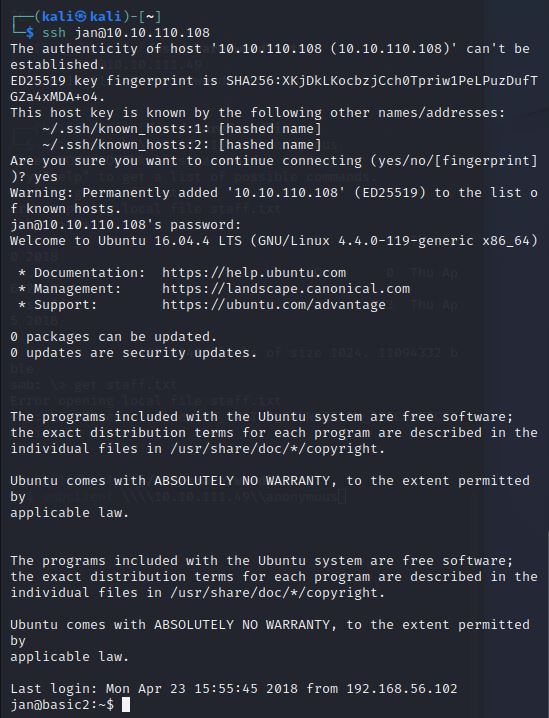 ┌──(kali㉿kali)-[~]
└─$ ssh jan@10.10.110.108
The authenticity of host '10.10.110.108 (10.10.110.108)' can't be
established.
ED25519 key fingerprint is SHA256:XKjDkLKocbzjCch0Tpriw1PeLPuzDufT
GZa4xMDA+o4.
This host key is known by the following other names/addresses:
    ~/.ssh/known_hosts:1: [hashed name]
    ~/.ssh/known_hosts:2: [hashed name]
Are you sure you want to continue connecting (yes/no/[fingerprint]
)? yes
Warning: Permanently added '10.10.110.108' (ED25519) to the list o
f known hosts.
jan@10.10.110.108's password:
Welcome to Ubuntu 16.04.4 LTS (GNU/Linux 4.4.0-119-generic x86_64)

 * Documentation:  https://help.ubuntu.com
 * Management:     https://landscape.canonical.com
 * Support:        https://ubuntu.com/advantage

0 packages can be updated.
0 updates are security updates.

The programs included with the Ubuntu system are free software;
the exact distribution terms for each program are described in the
individual files in /usr/share/doc/*/copyright.

Ubuntu comes with ABSOLUTELY NO WARRANTY, to the extent permitted
by
applicable law.

The programs included with the Ubuntu system are free software;
the exact distribution terms for each program are described in the
individual files in /usr/share/doc/*/copyright.

Ubuntu comes with ABSOLUTELY NO WARRANTY, to the extent permitted
by
applicable law.

Last login: Mon Apr 23 15:55:45 2018 from 192.168.56.102
jan@basic2:~$